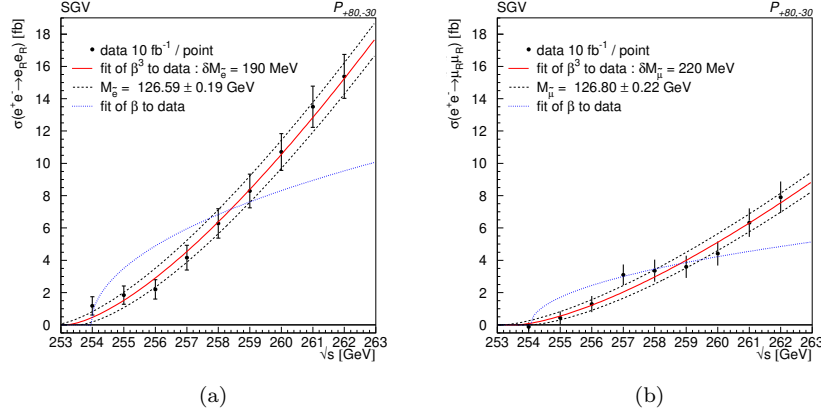 SGV
P+80,-30
σ(e⁺e⁻→ẽRẽR) [fb]
data 10 fb⁻¹ / point
fit of β³ to data : δMẽ = 190 MeV
Mẽ = 126.59 ± 0.19 GeV
fit of β to data
18
16
14
12
10
8
6
4
2
0
253 254 255 256 257 258 259 260 261 262 263
√s [GeV]
(a)
SGV
P+80,-30
σ(e⁺e⁻→μ̃Rμ̃R) [fb]
data 10 fb⁻¹ / point
fit of β³ to data : δMμ̃ = 220 MeV
Mμ̃ = 126.80 ± 0.22 GeV
fit of β to data
18
16
14
12
10
8
6
4
2
0
253 254 255 256 257 258 259 260 261 262 263
√s [GeV]
(b)